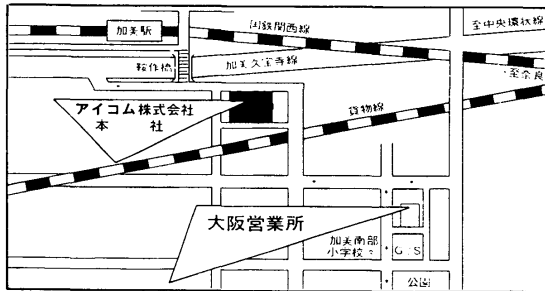 加美駅
国鉄関西線
至中央環状線
鞍作橋
加美久宝寺線
至奈良
アイコム株式会社
本 社
貨物線
大阪営業所
加美南部
小学校
G/S
公園